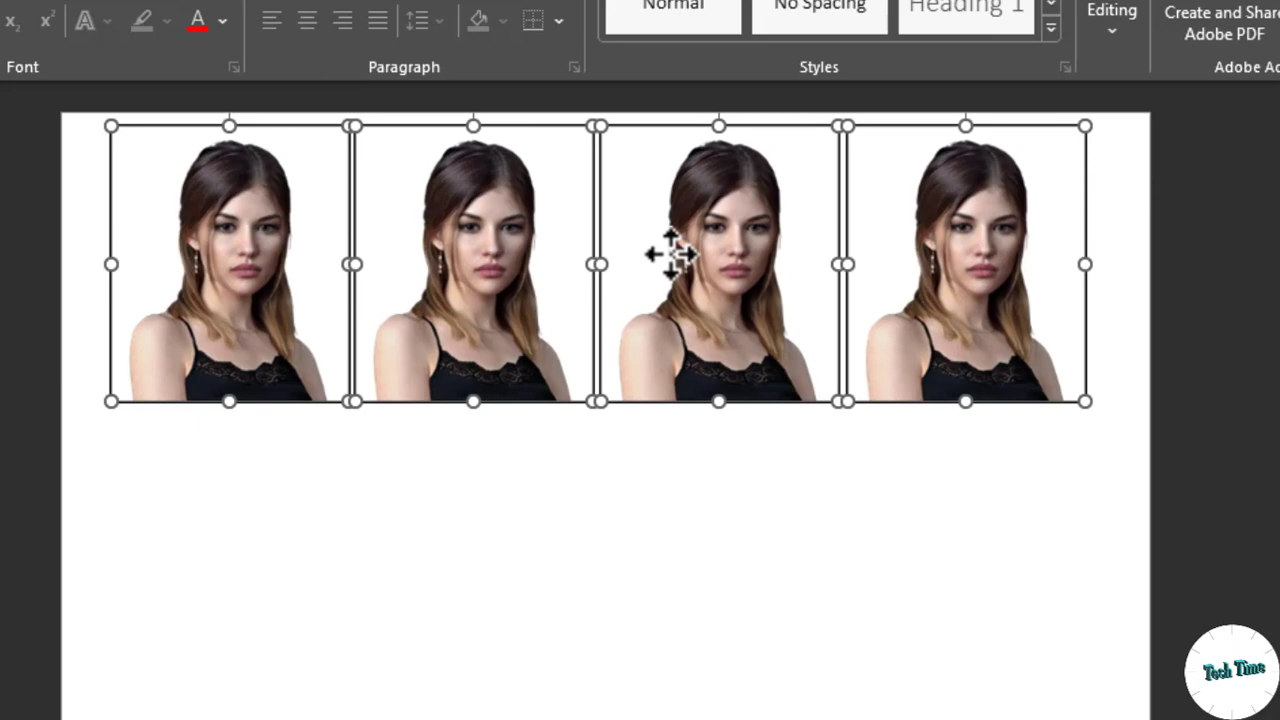 Normal
No Spacing
Heading 1
Editing
Create and Share
Adobe PDF
Font
Paragraph
Styles
Adobe Ac
Tech Time